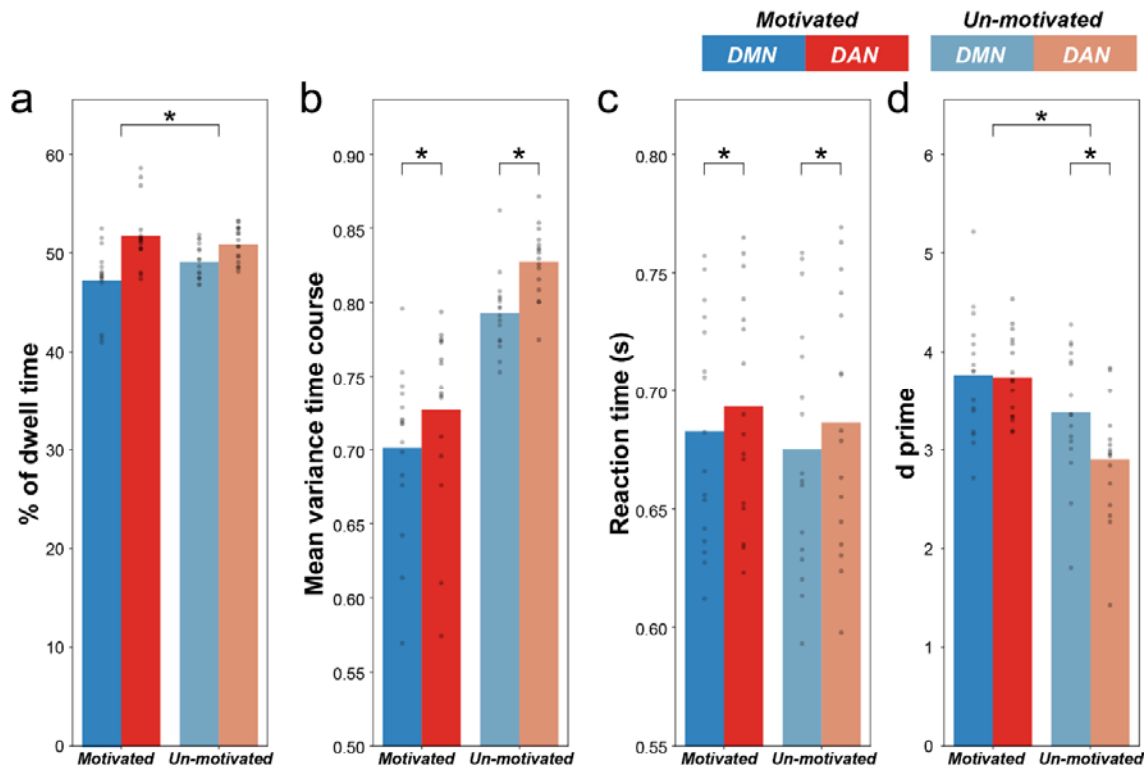 Motivated Un-motivated
DMN DAN DMN DAN
a
% of dwell time
60
50
40
30
20
10
0
*
Motivated Un-motivated
b
Mean variance time course
0.90
0.85
0.80
0.75
0.70
0.65
0.60
0.55
0.50
* *
Motivated Un-motivated
c
Reaction time (s)
0.80
0.75
0.70
0.65
0.60
0.55
* *
Motivated Un-motivated
d
d prime
6
5
4
3
2
1
0
*
*
Motivated Un-motivated